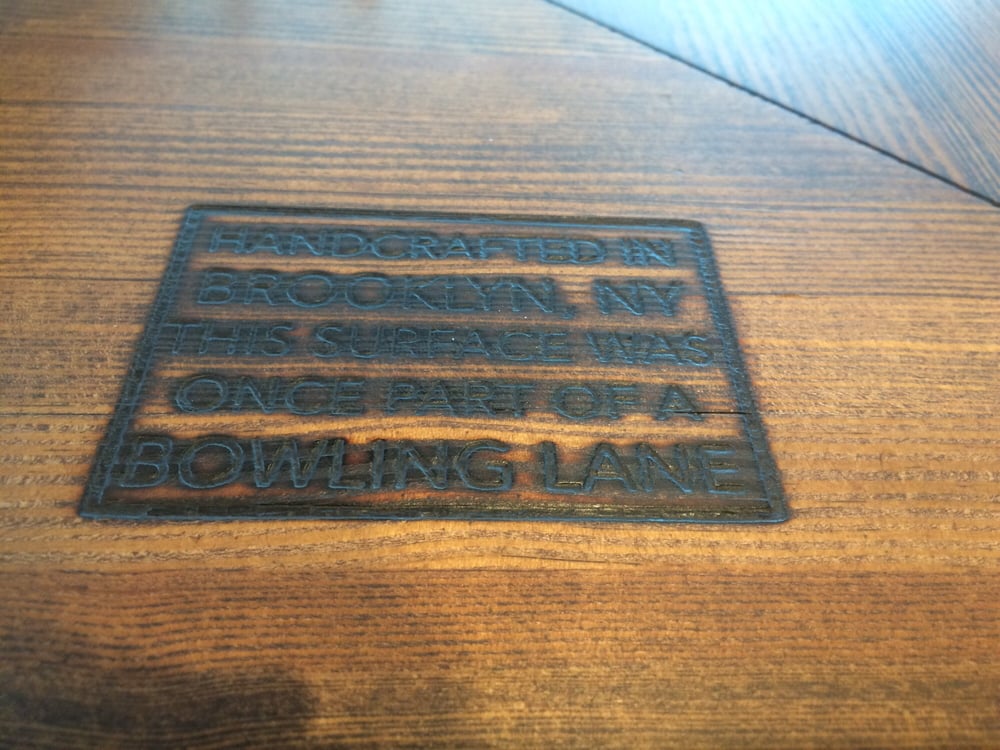 HANDCRAFTED IN
BROOKLYN, NY
THIS SURFACE WAS
ONCE PART OF A
BOWLING LANE